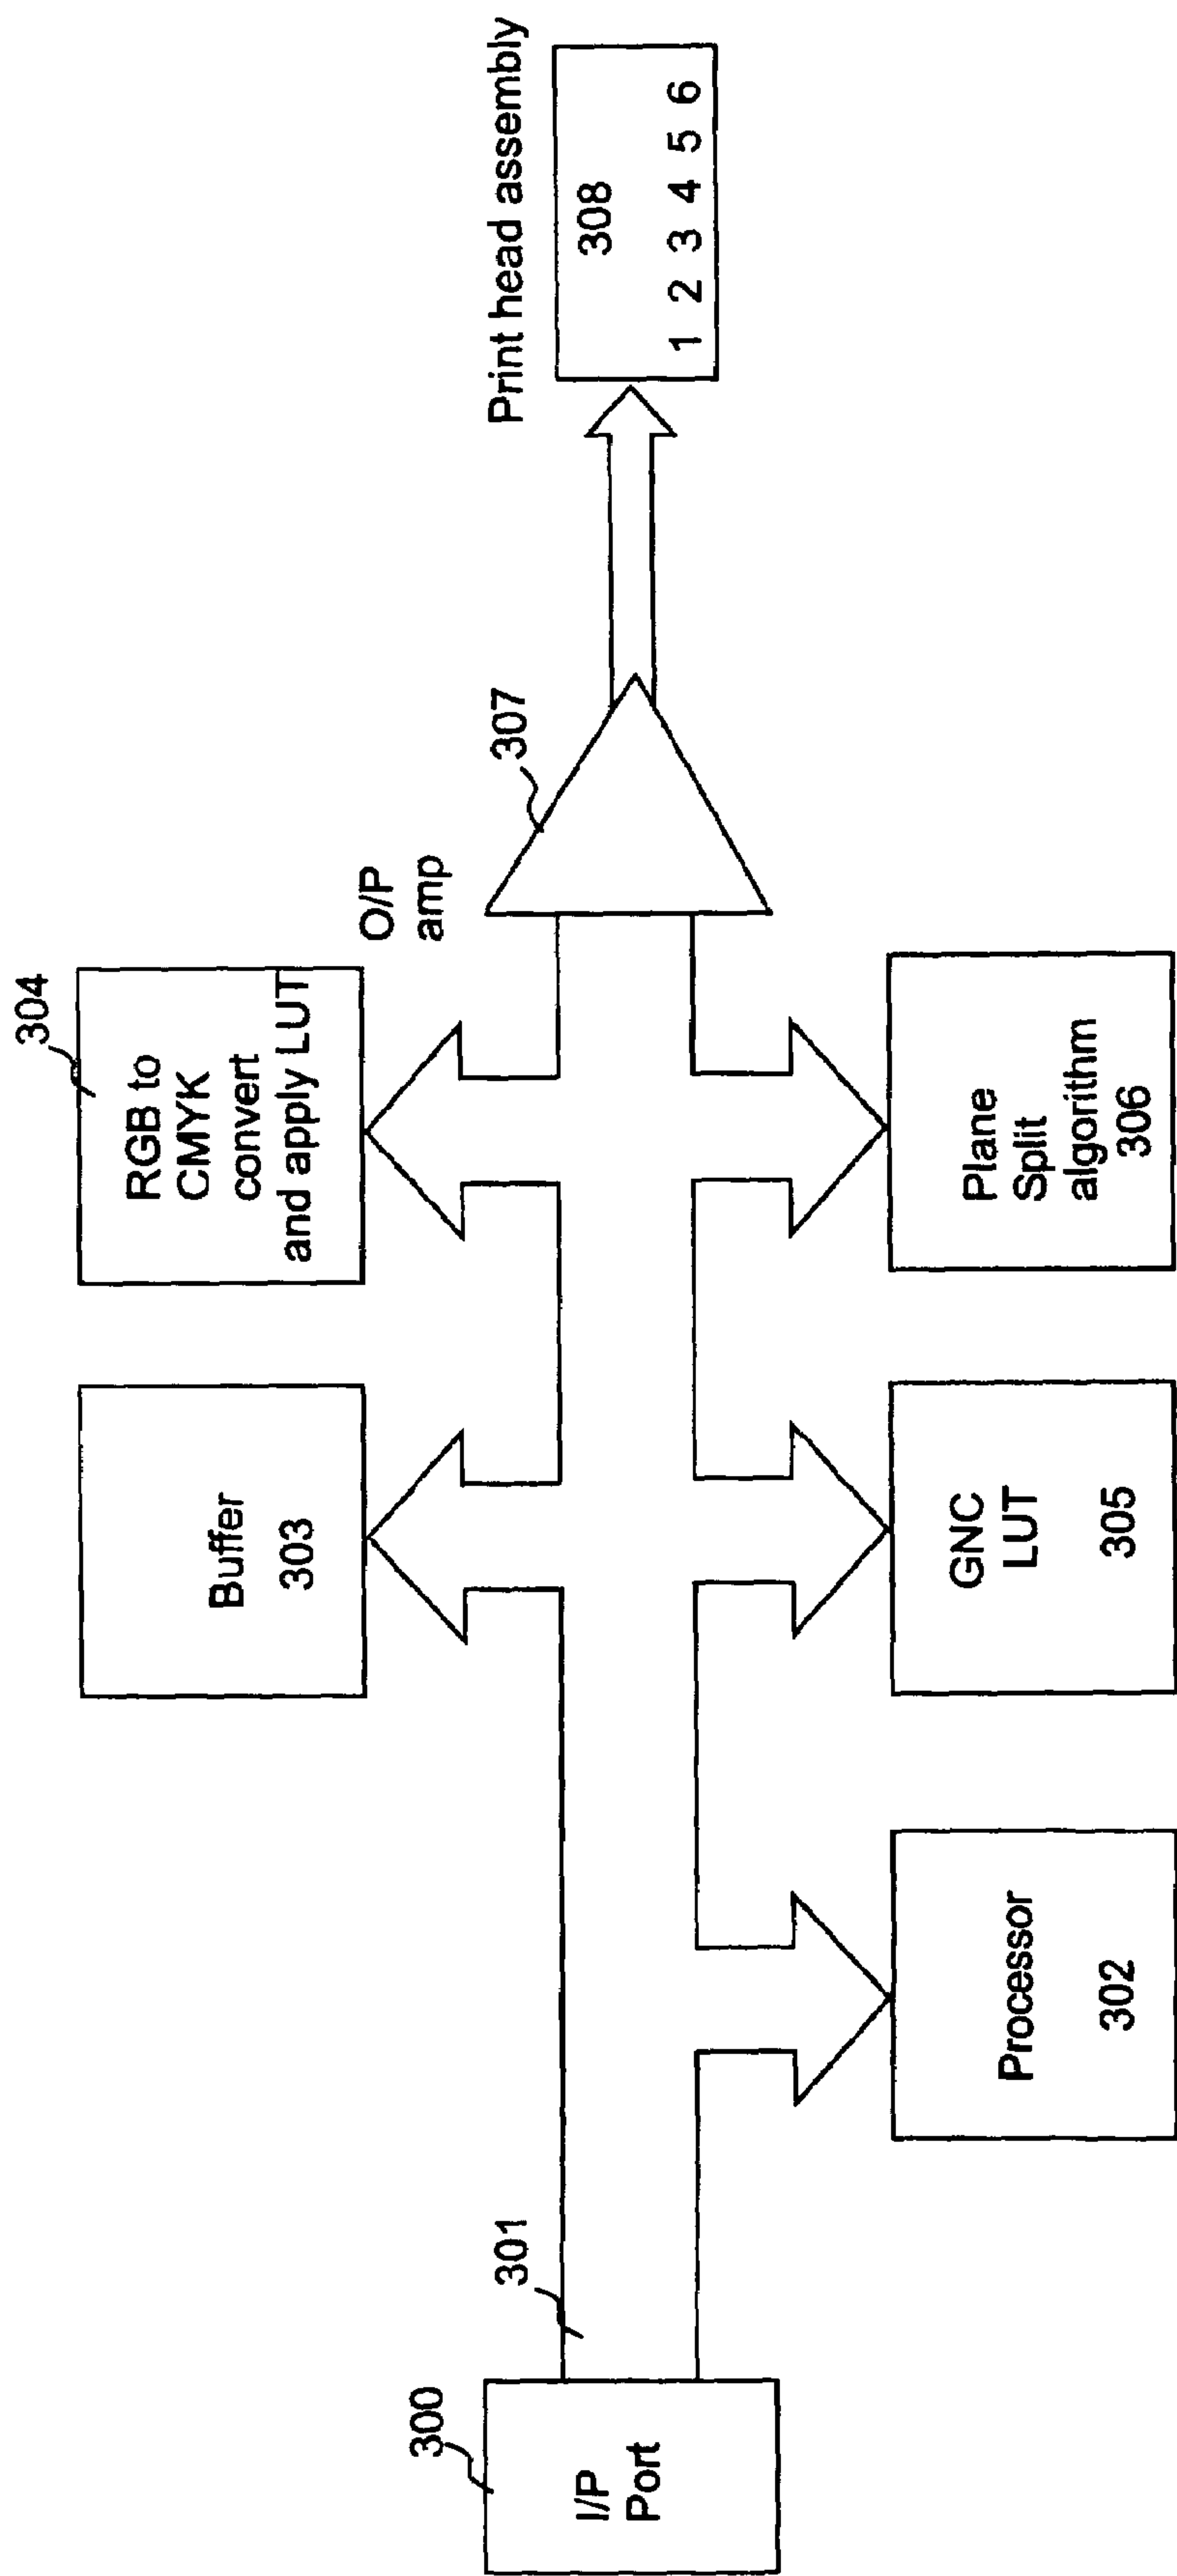 304
RGB to
CMYK
convert
and apply LUT
Buffer
303
O/P
amp
307
Print head assembly
308
1 2 3 4 5 6
301
300
I/P
Port
Processor
302
GNC
LUT
305
Plane
Split
algorithm
306